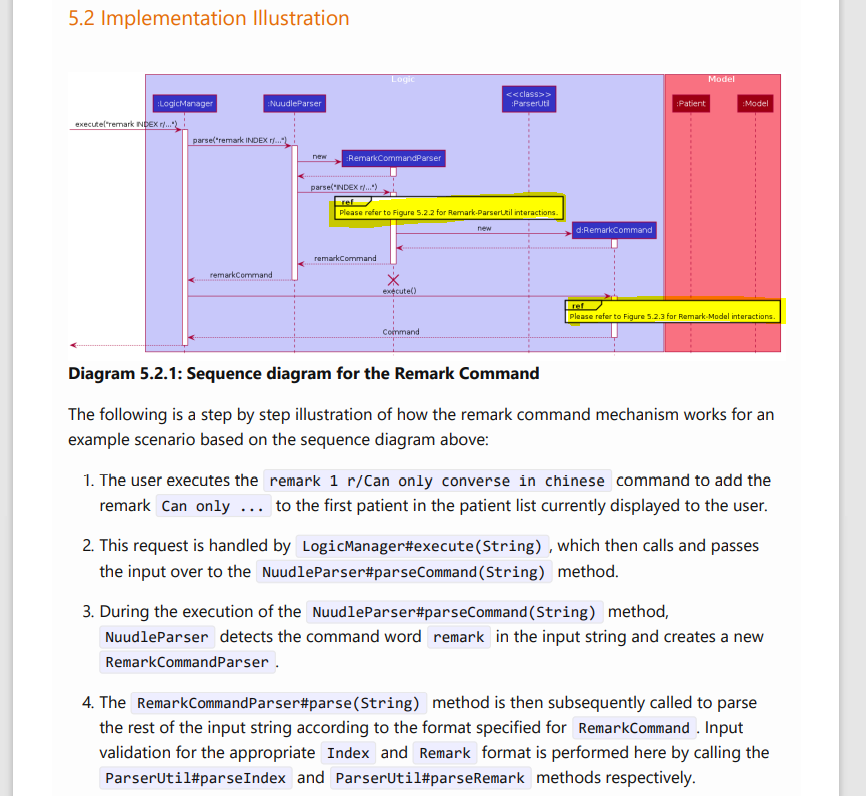 5.2 Implementation Illustration
Logic
Model
:LogicManager
:NuudleParser
<<class>>
:ParserUtil
:Patient
:Model
execute("remark INDEX r/...")
parse("remark INDEX r/...")
new
:RemarkCommandParser
parse("INDEX r/...")
ref
Please refer to Figure 5.2.2 for Remark-ParserUtil interactions.
new
d:RemarkCommand
remarkCommand
remarkCommand
execute()
ref
Please refer to Figure 5.2.3 for Remark-Model interactions.
Command
Diagram 5.2.1: Sequence diagram for the Remark Command
The following is a step by step illustration of how the remark command mechanism works for an
example scenario based on the sequence diagram above:
1. The user executes the remark 1 r/Can only converse in chinese command to add the
remark Can only ... to the first patient in the patient list currently displayed to the user.
2. This request is handled by LogicManager#execute(String) , which then calls and passes
the input over to the NuudleParser#parseCommand(String) method.
3. During the execution of the NuudleParser#parseCommand(String) method,
NuudleParser detects the command word remark in the input string and creates a new
RemarkCommandParser .
4. The RemarkCommandParser#parse(String) method is then subsequently called to parse
the rest of the input string according to the format specified for RemarkCommand . Input
validation for the appropriate Index and Remark format is performed here by calling the
ParserUtil#parseIndex and ParserUtil#parseRemark methods respectively.